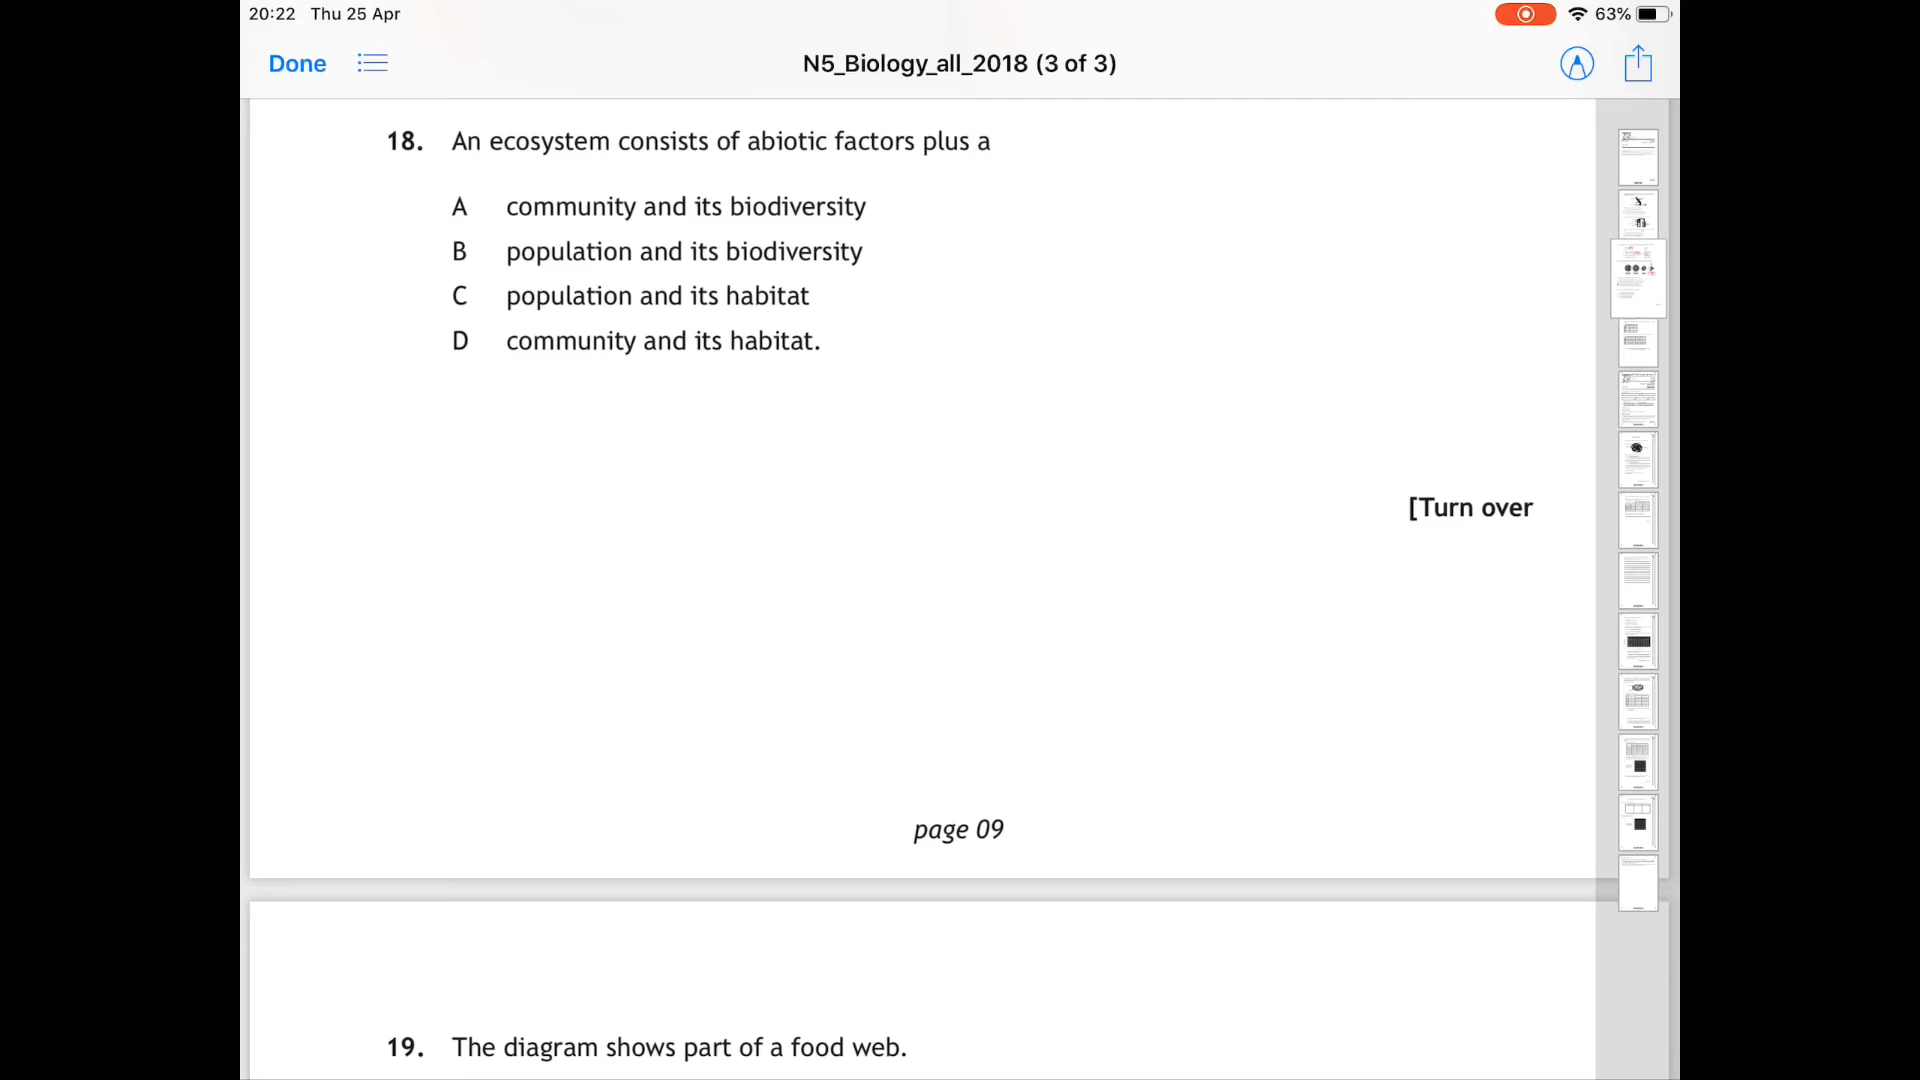 20:22 Thu 25 Apr
63%
Done
N5_Biology_all_2018 (3 of 3)
18. An ecosystem consists of abiotic factors plus a
A community and its biodiversity
B population and its biodiversity
C population and its habitat
D community and its habitat.
[Turn over
page 09
19. The diagram shows part of a food web.